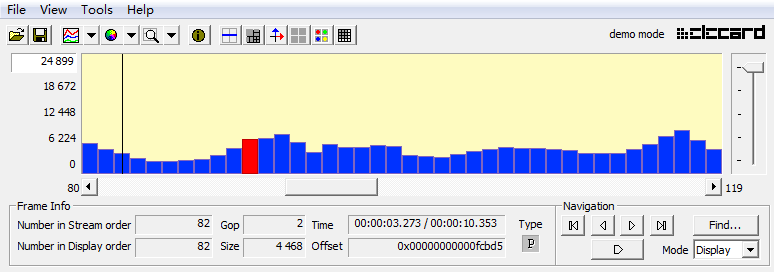 File View Tools Help
demo mode elecard
24 899
18 672
12 448
6 224
0
80 119
Frame Info Navigation
Number in Stream order 82 Gop 2 Time 00:00:03.273 / 00:00:10.353 Type
Find...
Number in Display order 82 Size 4 468 Offset 0x00000000000fcbd5 P
Mode Display